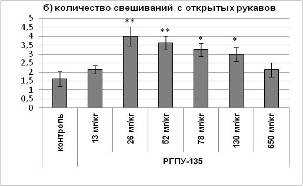 б) количество свешиваний с открытых рукавов
5
4,5
4
3,5
3
2,5
2
1,5
1
0,5
0
** ** * *
контроль
13 мг/кг
26 мг/кг
52 мг/кг
78 мг/кг
130 мг/кг
650 мг/кг
РГПУ-135